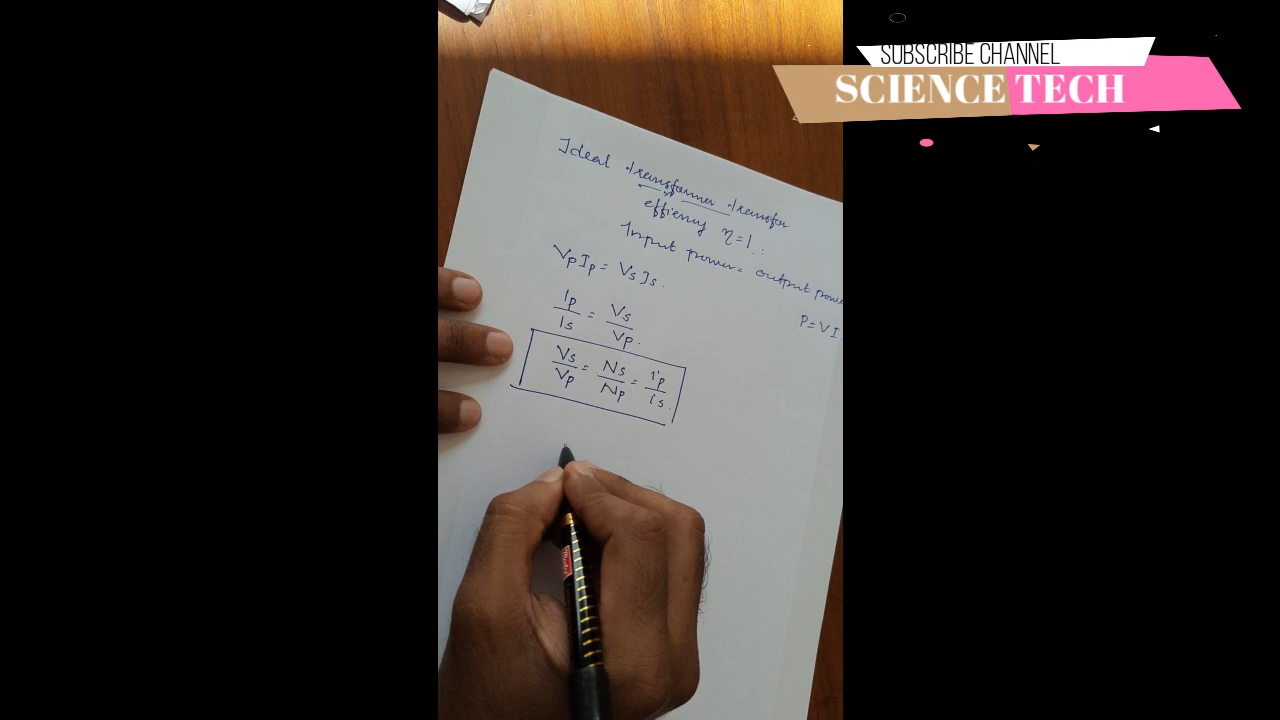 SUBSCRIBE CHANNEL
SCIENCE TECH
Ideal transformer transfer
effieny η=1.
Input power = output power
VpIp = VsIs.
P=VI
Ip/Is = Vs/Vp.
Vs/Vp = Ns/Np = ip/is.